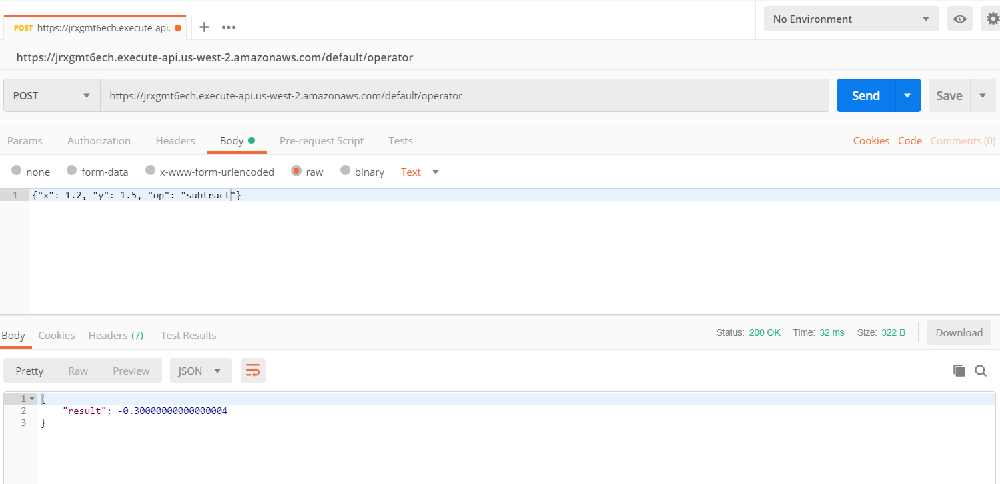 POST https://jrxgmt6ech.execute-api.
No Environment
https://jrxgmt6ech.execute-api.us-west-2.amazonaws.com/default/operator
POST https://jrxgmt6ech.execute-api.us-west-2.amazonaws.com/default/operator Send Save
Params Authorization Headers Body Pre-request Script Tests Cookies Code Comments (0)
none form-data x-www-form-urlencoded raw binary Text
1 {"x": 1.2, "y": 1.5, "op": "subtract"}
Body Cookies Headers (7) Test Results Status: 200 OK Time: 32 ms Size: 322 B Download
Pretty Raw Preview JSON
1 {
2 "result": -0.30000000000000004
3 }